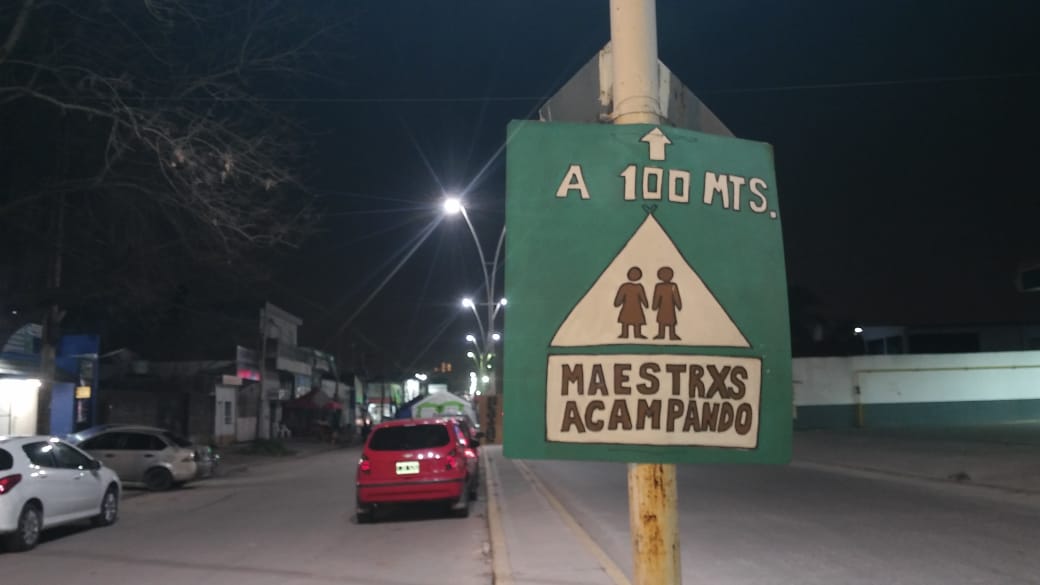 A 100 MTS.
MAESTRXS
ACAMPANDO